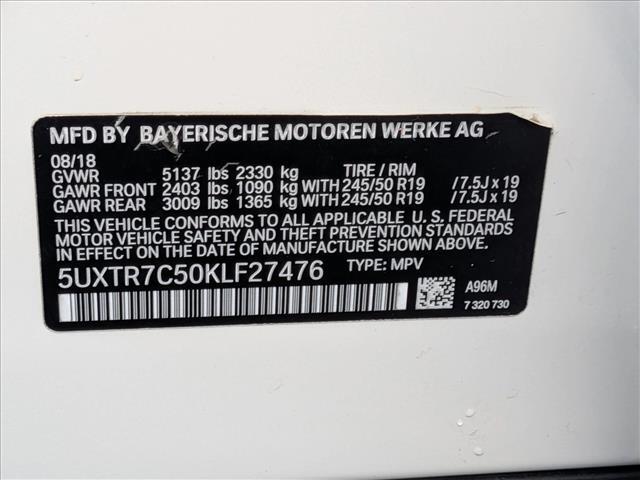 MFD BY BAYERISCHE MOTOREN WERKE AG
08/18
GVWR 5137 lbs 2330 kg TIRE / RIM
GAWR FRONT 2403 lbs 1090 kg WITH 245/50 R19 /7.5J x 19
GAWR REAR 3009 lbs 1365 kg WITH 245/50 R19 /7.5J x 19
THIS VEHICLE CONFORMS TO ALL APPLICABLE U. S. FEDERAL
MOTOR VEHICLE SAFETY AND THEFT PREVENTION STANDARDS
IN EFFECT ON THE DATE OF MANUFACTURE SHOWN ABOVE.
5UXTR7C50KLF27476 TYPE: MPV
A96M
7 320 730